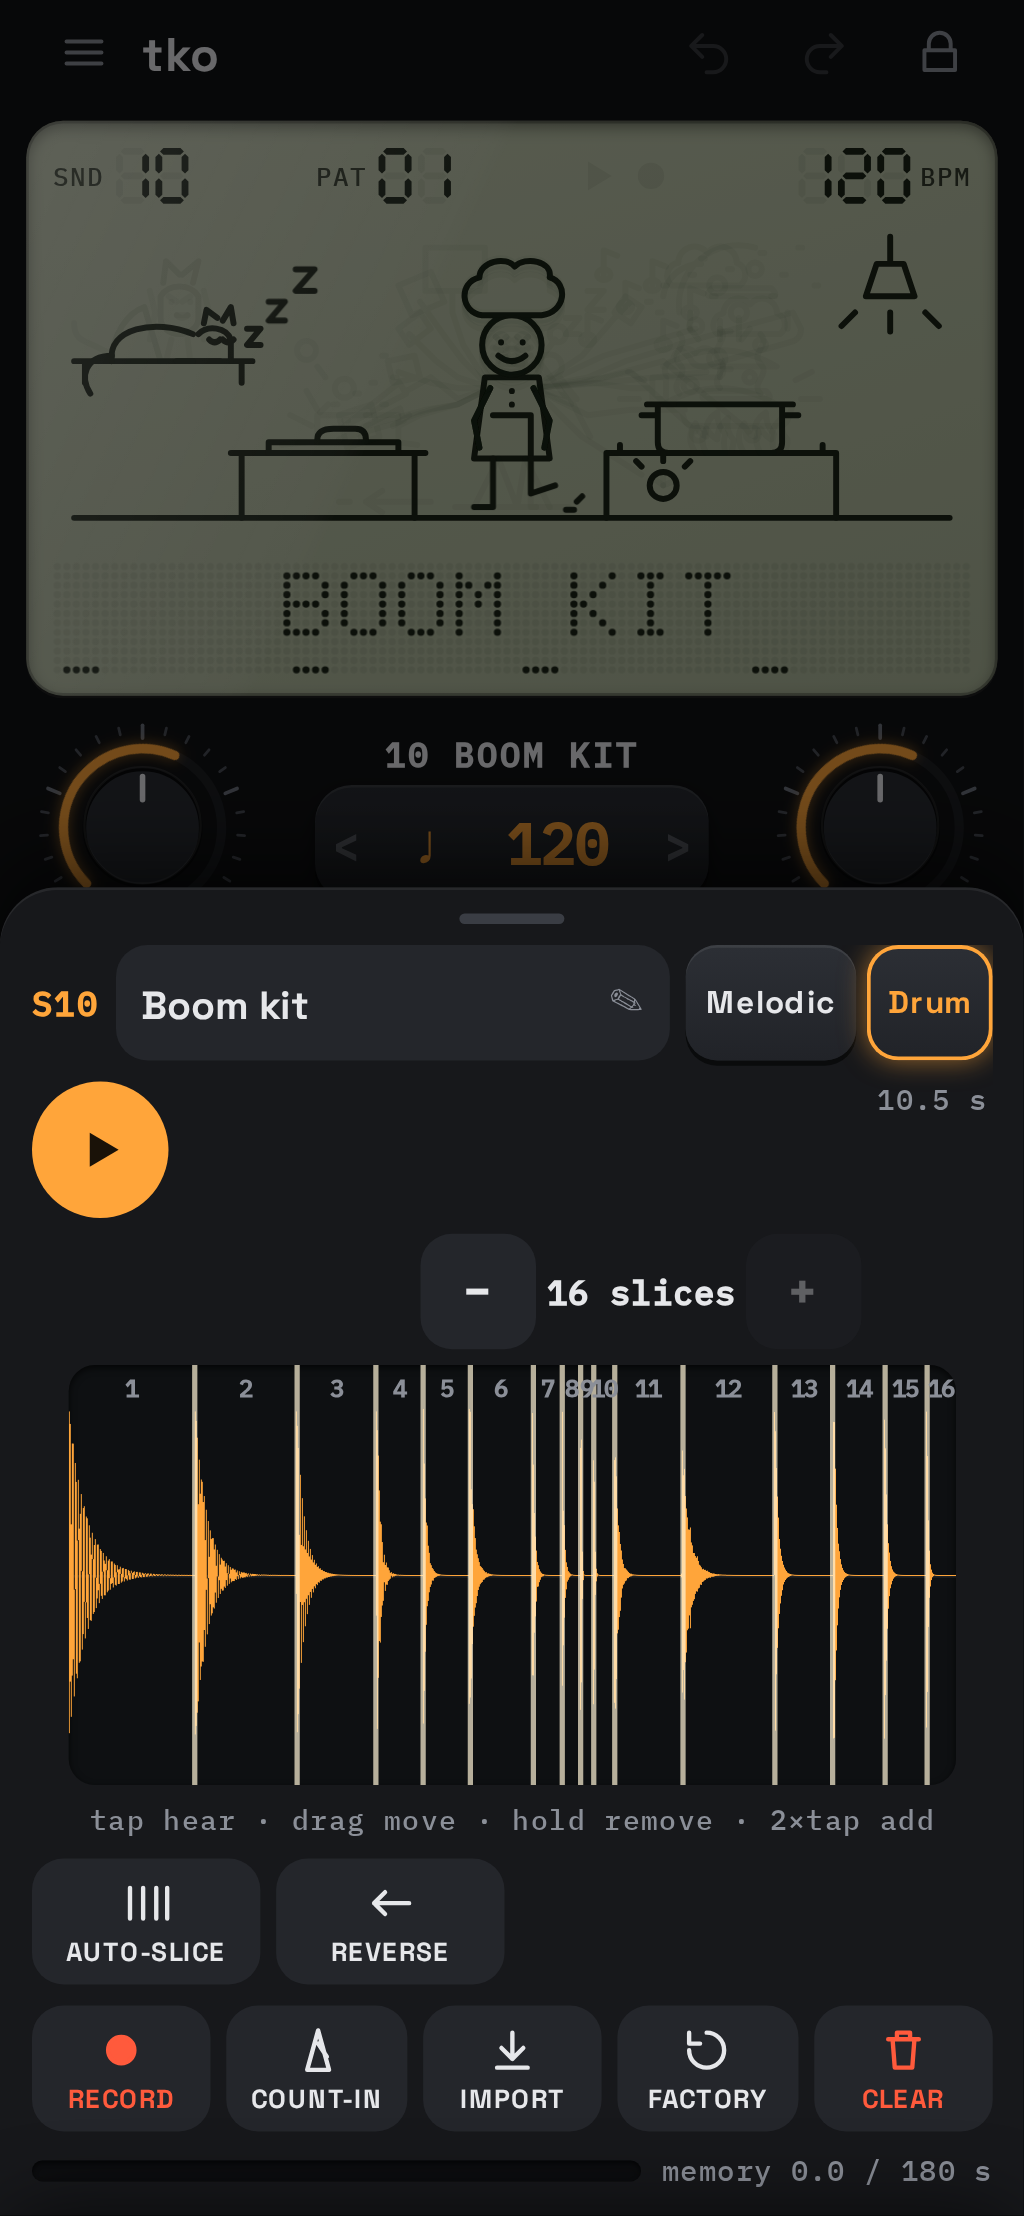 tko
SND 10 PAT 01 120 BPM
z z z
BOOM KIT
10 BOOM KIT
< ♩ 120 >
S10 Boom kit Melodic Drum
10.5 s
− 16 slices +
1 2 3 4 5 6 7 8 9 10 11 12 13 14 15 16
tap hear · drag move · hold remove · 2×tap add
AUTO-SLICE REVERSE
RECORD COUNT-IN IMPORT FACTORY CLEAR
memory 0.0 / 180 s